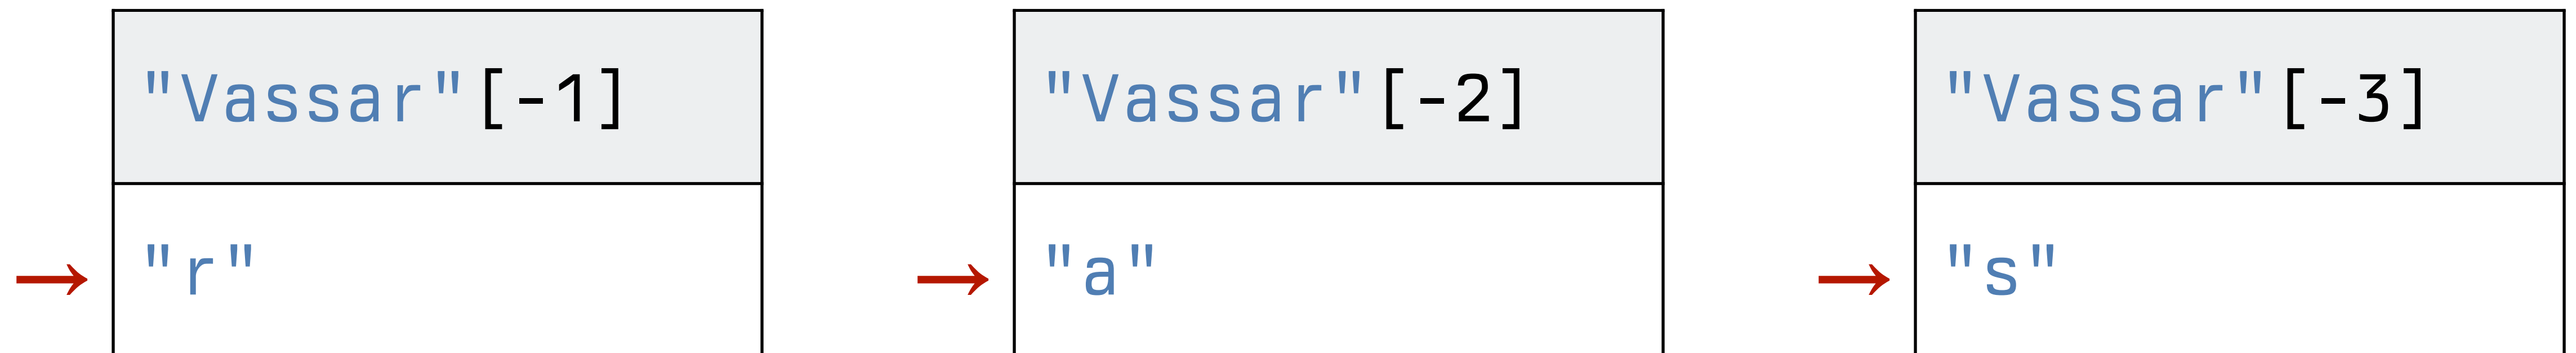 "Vassar"[-1]
→ "r"
"Vassar"[-2]
→ "a"
"Vassar"[-3]
→ "s"